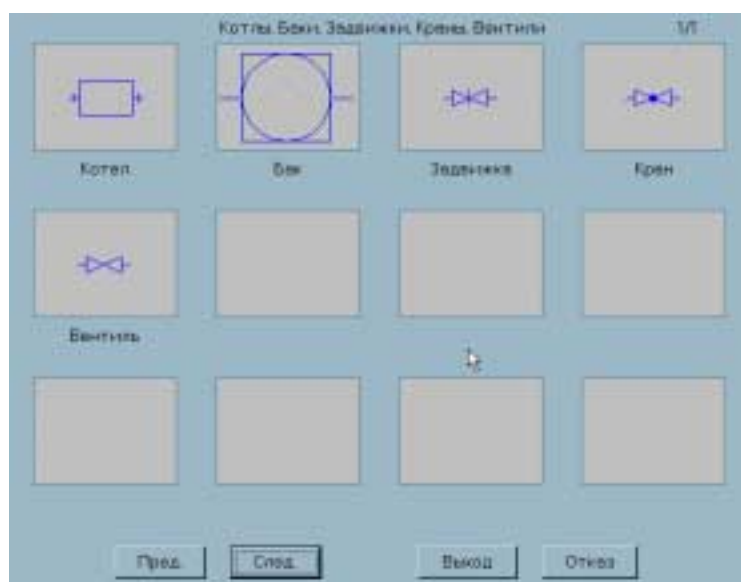 Котлы, Баки, Задвижки, Краны, Вентили 1/1
Котел Бак Задвижка Кран
Вентиль
Пред. След. Выход Отказ